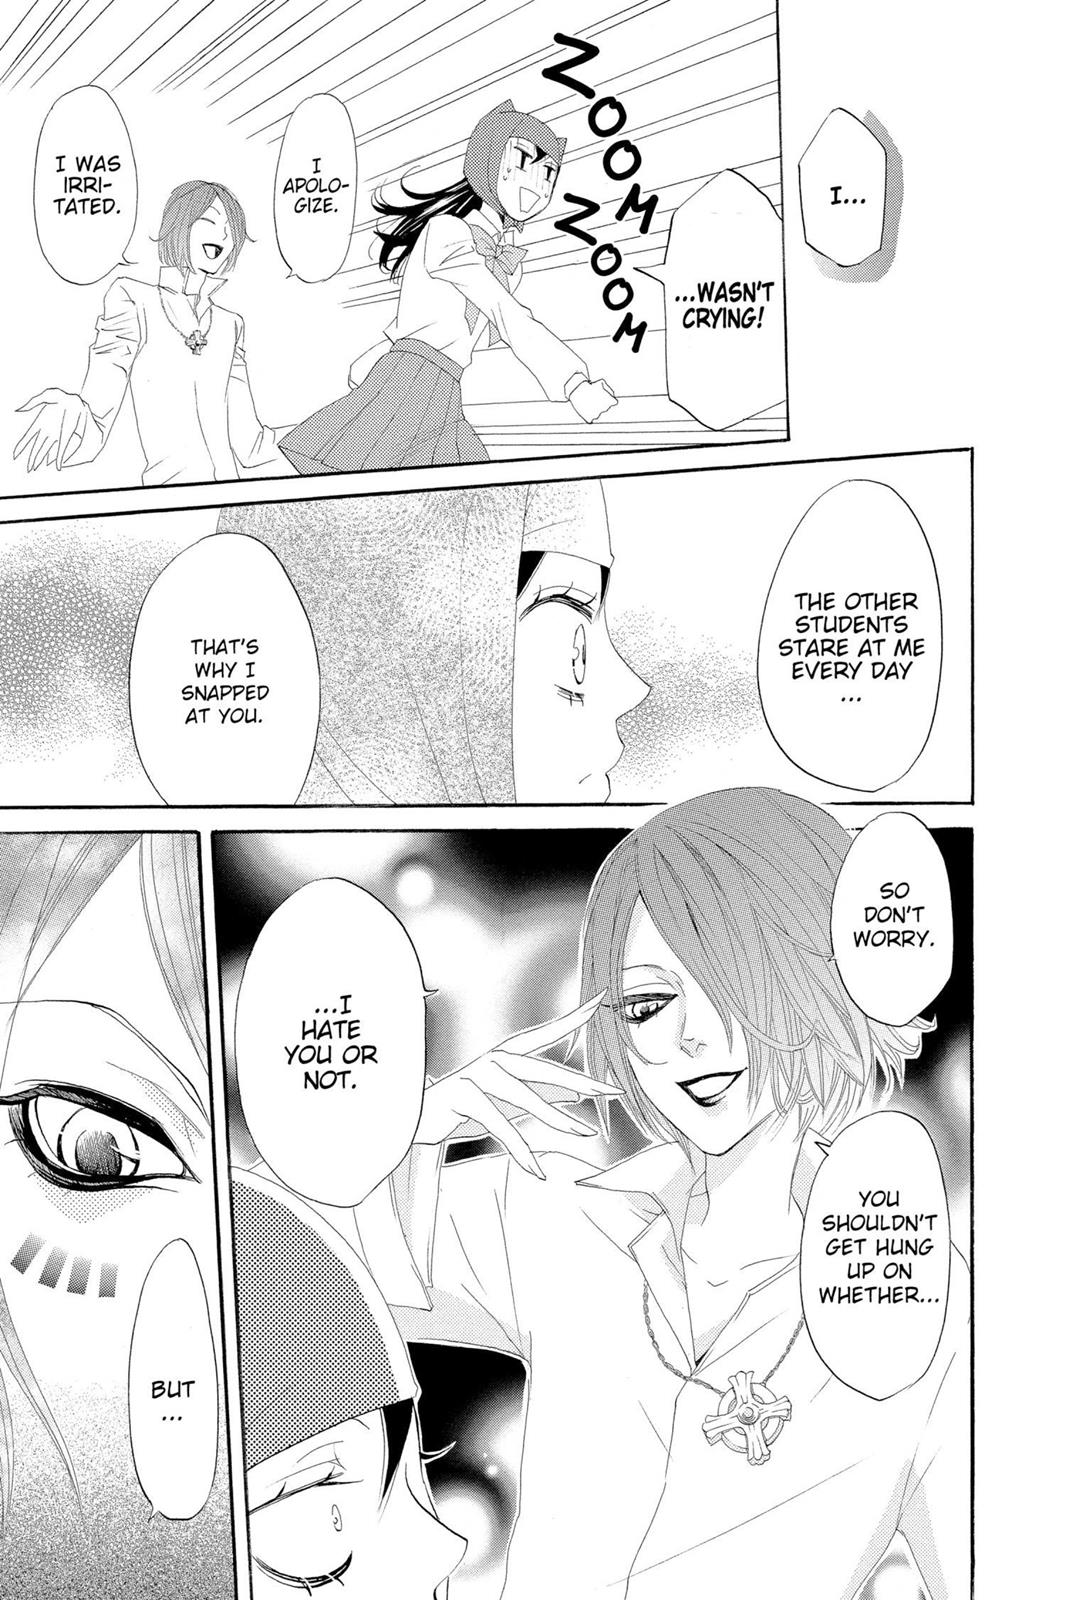 I...
...WASN'T
CRYING!
ZOOM
ZOOM
I
APOLO-
GIZE.
I WAS
IRRI-
TATED.
THE OTHER
STUDENTS
STARE AT ME
EVERY DAY
...
THAT'S
WHY I
SNAPPED
AT YOU.
SO
DON'T
WORRY.
YOU
SHOULDN'T
GET HUNG
UP ON
WHETHER...
...I
HATE
YOU OR
NOT.
BUT
...